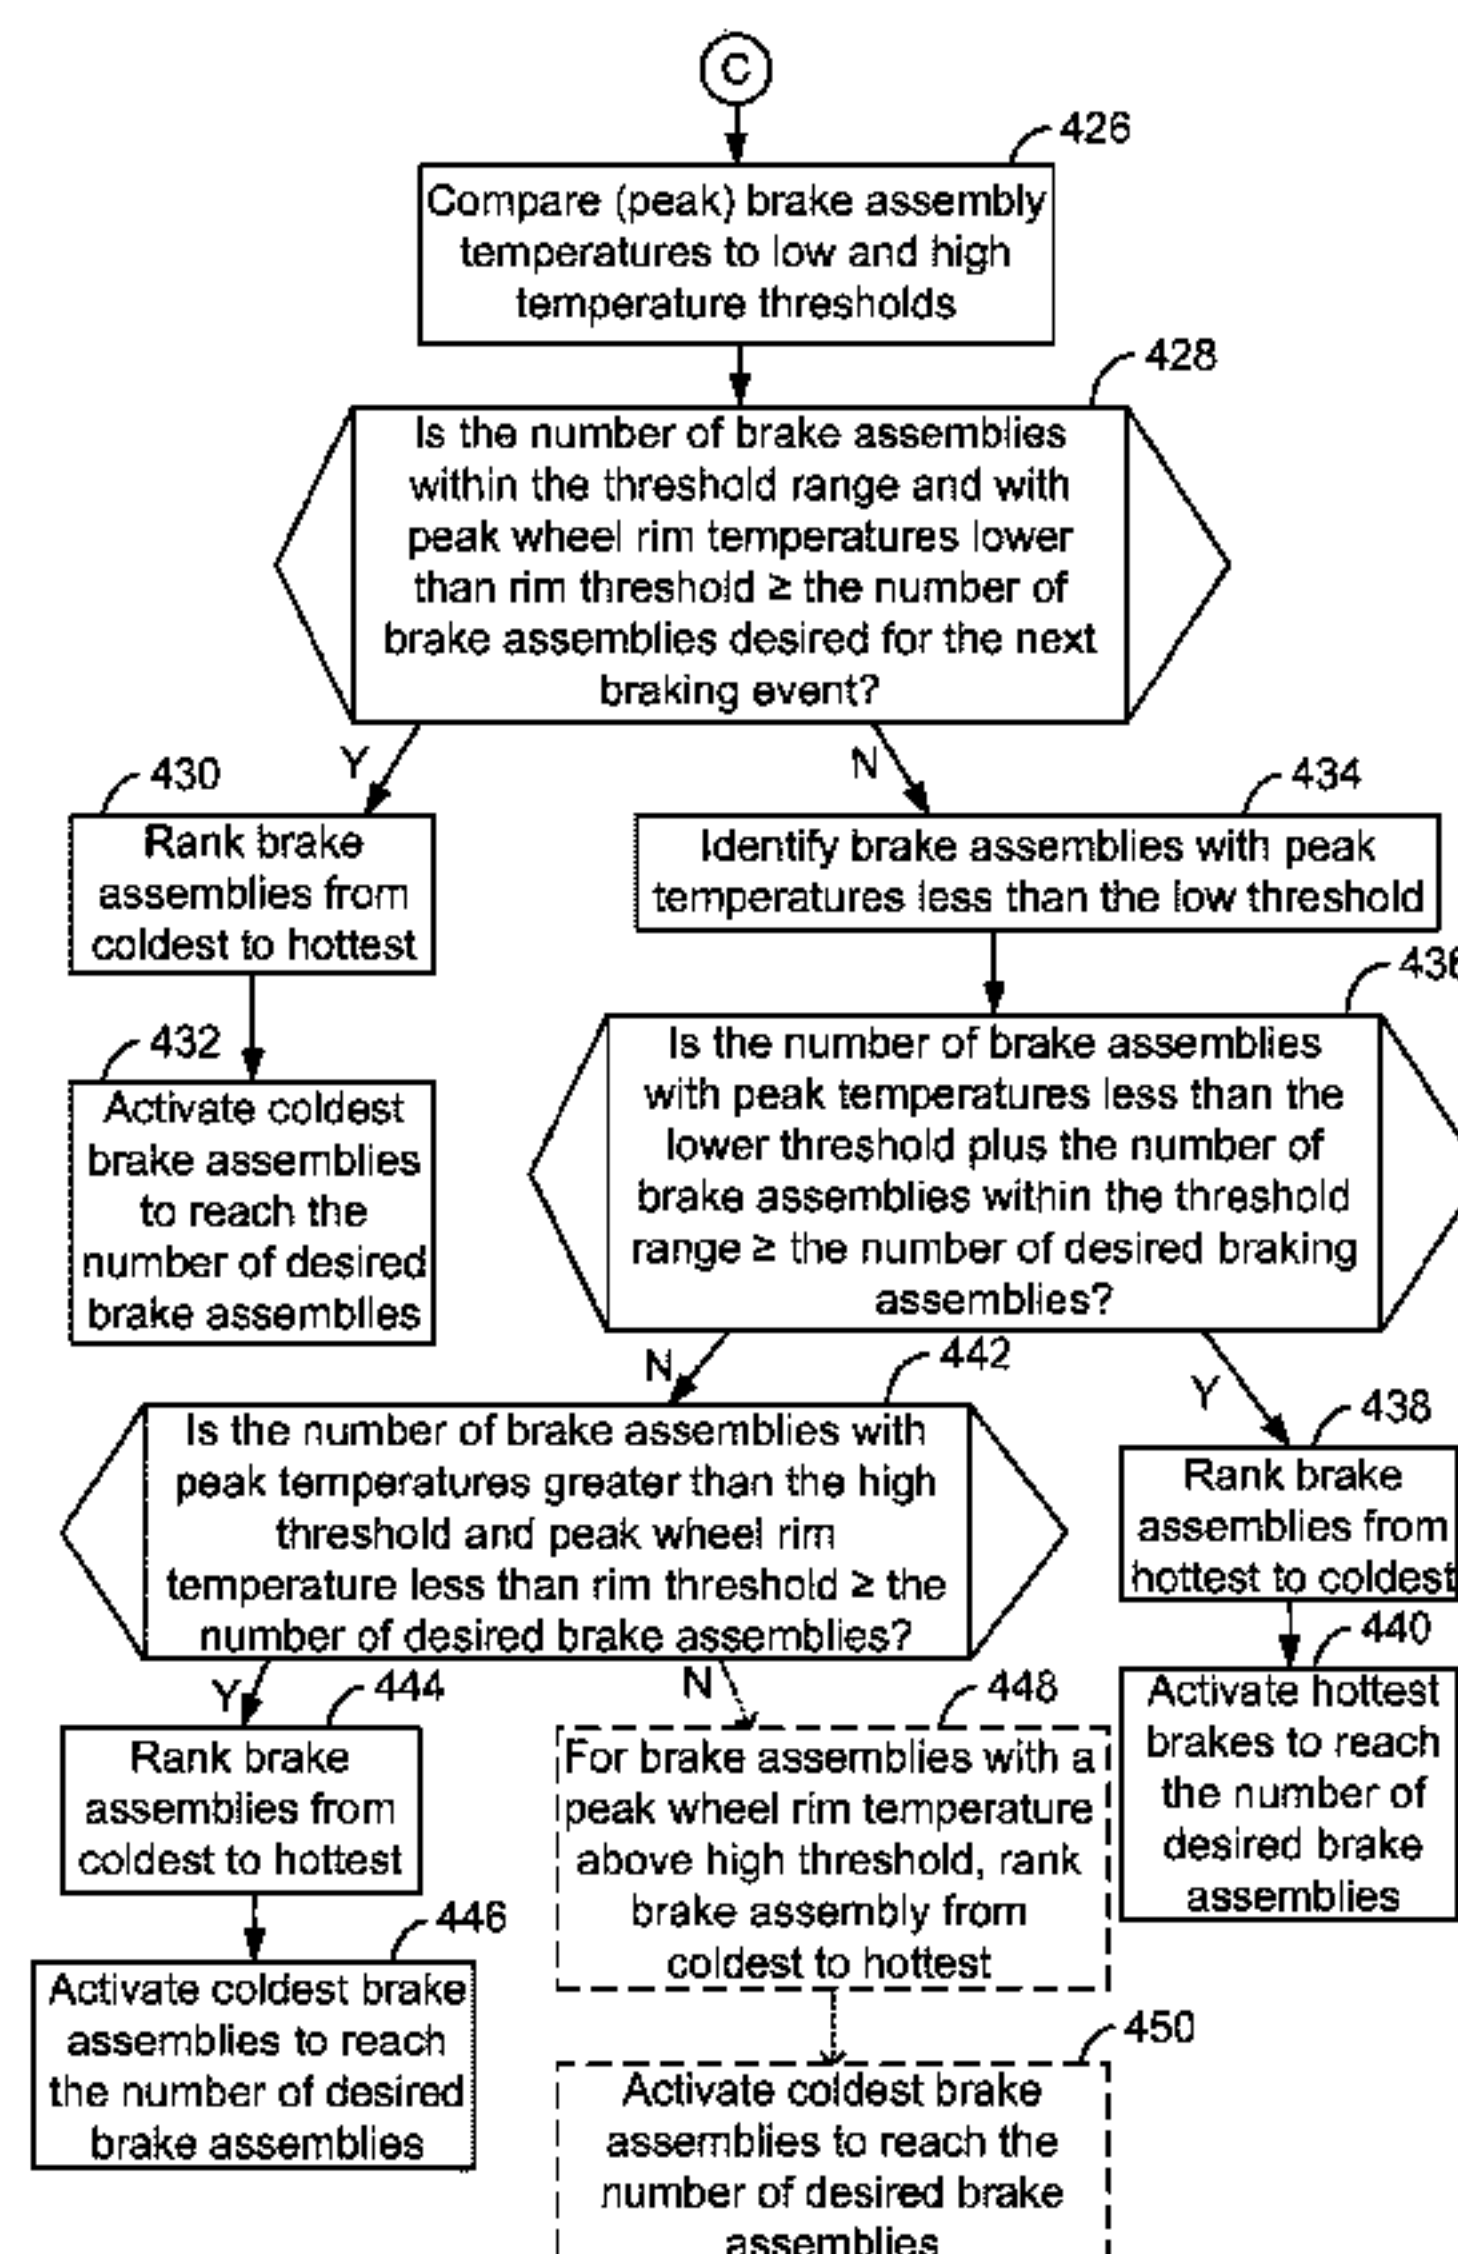 C
426
Compare (peak) brake assembly
temperatures to low and high
temperature thresholds
428
Is the number of brake assemblies
within the threshold range and with
peak wheel rim temperatures lower
than rim threshold ≥ the number of
brake assemblies desired for the next
braking event?
Y
N
430
Rank brake
assemblies from
coldest to hottest
434
Identify brake assemblies with peak
temperatures less than the low threshold
432
Activate coldest
brake assemblies
to reach the
number of desired
brake assemblies
436
Is the number of brake assemblies
with peak temperatures less than the
lower threshold plus the number of
brake assemblies within the threshold
range ≥ the number of desired braking
assemblies?
N
Y
442
Is the number of brake assemblies with
peak temperatures greater than the high
threshold and peak wheel rim
temperature less than rim threshold ≥ the
number of desired brake assemblies?
438
Rank brake
assemblies from
hottest to coldest
440
Activate hottest
brakes to reach
the number of
desired brake
assemblies
Y
N
444
Rank brake
assemblies from
coldest to hottest
448
For brake assemblies with a
peak wheel rim temperature
above high threshold, rank
brake assembly from
coldest to hottest
446
Activate coldest brake
assemblies to reach
the number of desired
brake assemblies
450
Activate coldest brake
assemblies to reach the
number of desired brake
assemblies